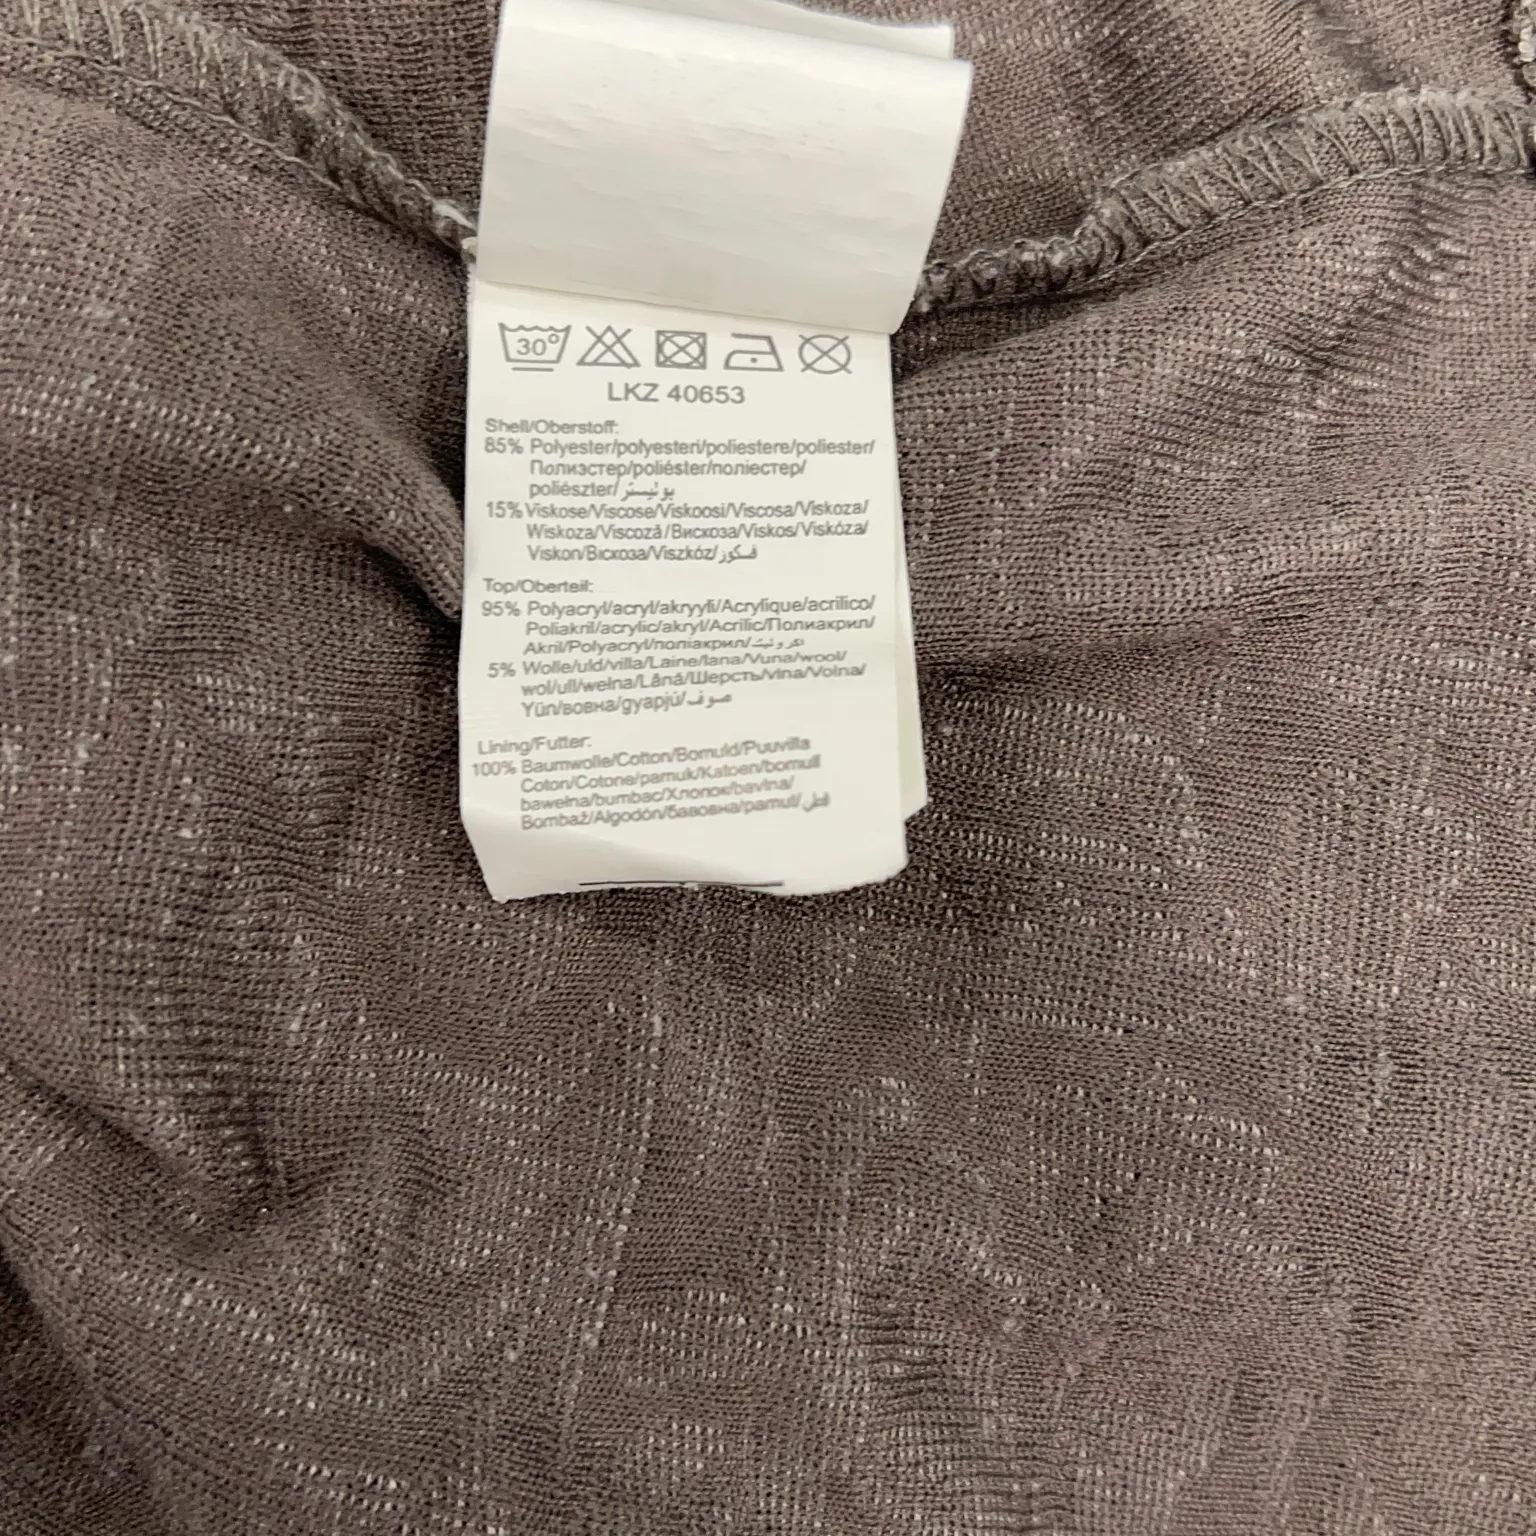 30°
LKZ 40653
Shell/Oberstoff:
85% Polyester/polyesteri/poliestere/poliester/
Полиэстер/poliéster/поліестер/
poliészter/بوليستر
15% Viskose/Viscose/Viskoosi/Viscosa/Viskoza/
Wiskoza/Viscoză/Вискоза/Viskos/Viskóza/
Viskon/Віскоза/Viszkóz/فسكوز
Top/Oberteil:
95% Polyacryl/acryl/akryyli/Acrylique/acrilico/
Poliakril/acrylic/akryl/Acrilic/Полиакрил/
Akril/Polyacryl/поліакрил/
5% Wolle/uld/villa/Laine/lana/Vuna/wool/
wol/ull/wełna/Lână/Шерсть/vlna/Volna/
Yün/вовна/gyapjú/صوف
Lining/Futter:
100% Baumwolle/Cotton/Bomuld/Puuvilla
Coton/Cotone/pamuk/Katoen/bomull
bawełna/bumbac/Хлопок/bavlna/
Bombaž/Algodón/бавовна/pamut/قطن